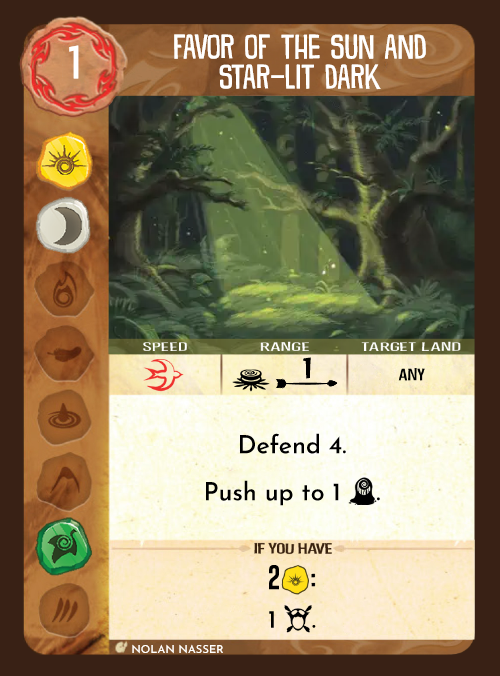 1
FAVOR OF THE SUN AND
STAR-LIT DARK
SPEED RANGE TARGET LAND
1 ANY
Defend 4.
Push up to 1 .
IF YOU HAVE
2 :
1 .
NOLAN NASSER